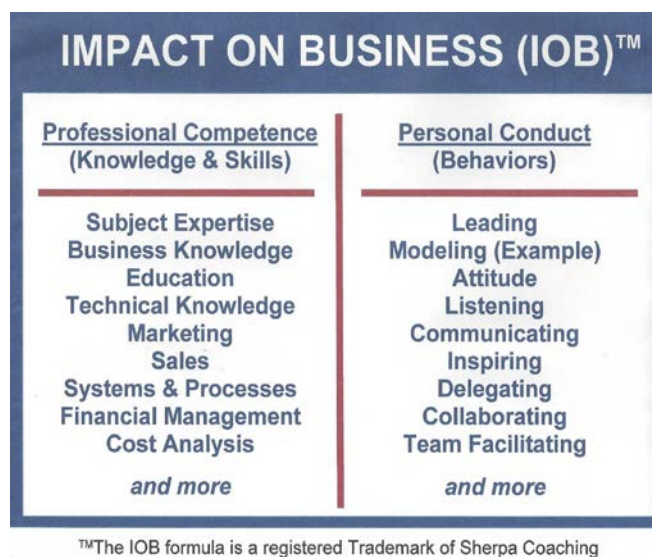 IMPACT ON BUSINESS (IOB)™
Professional Competence
(Knowledge & Skills)
Subject Expertise
Business Knowledge
Education
Technical Knowledge
Marketing
Sales
Systems & Processes
Financial Management
Cost Analysis
and more
Personal Conduct
(Behaviors)
Leading
Modeling (Example)
Attitude
Listening
Communicating
Inspiring
Delegating
Collaborating
Team Facilitating
and more
™The IOB formula is a registered Trademark of Sherpa Coaching